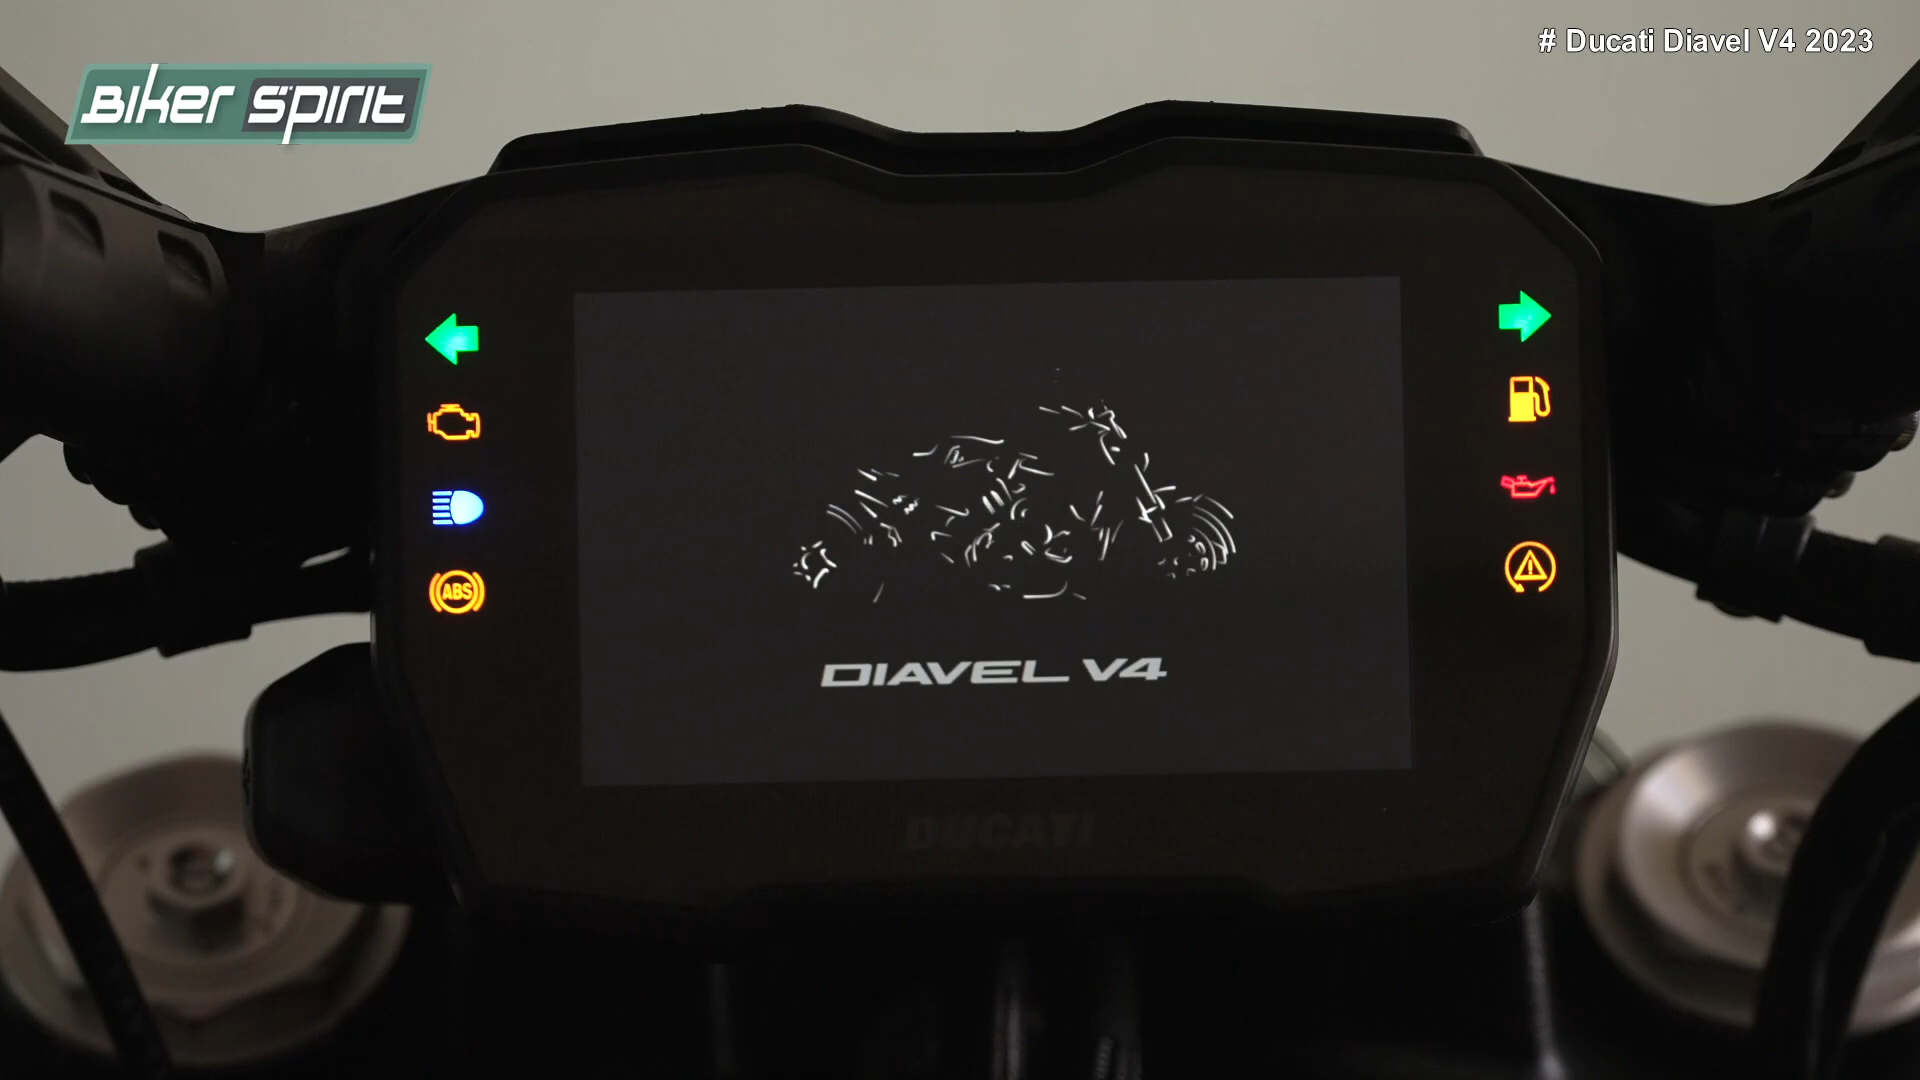 # Ducati Diavel V4 2023
Biker Spirit
ABS
DIAVEL V4
DUCATI